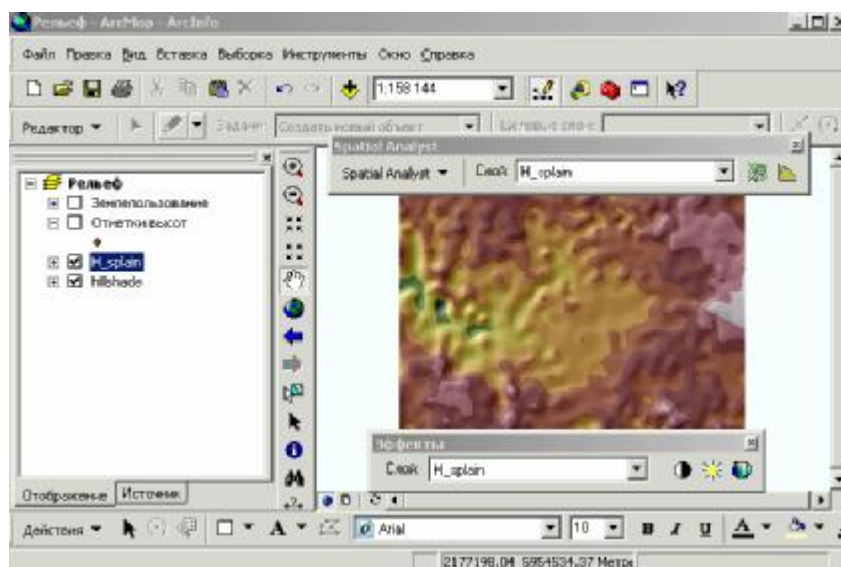 Рельеф - ArcMap - ArcInfo
Файл Правка Вид Вставка Выборка Инструменты Окно Справка
1:158 144
Редактор Задание: Создать новый объект Целевые слои:
Spatial Analyst
Spatial Analyst Слой: H_splain
Рельеф
Землепользование
Отметки высот
H_splain
hillshade
Эффекты
Слой: H_splain
Отображение Источник
Действия Arial 10 B I U A
2177198,04 5954534,37 Метры